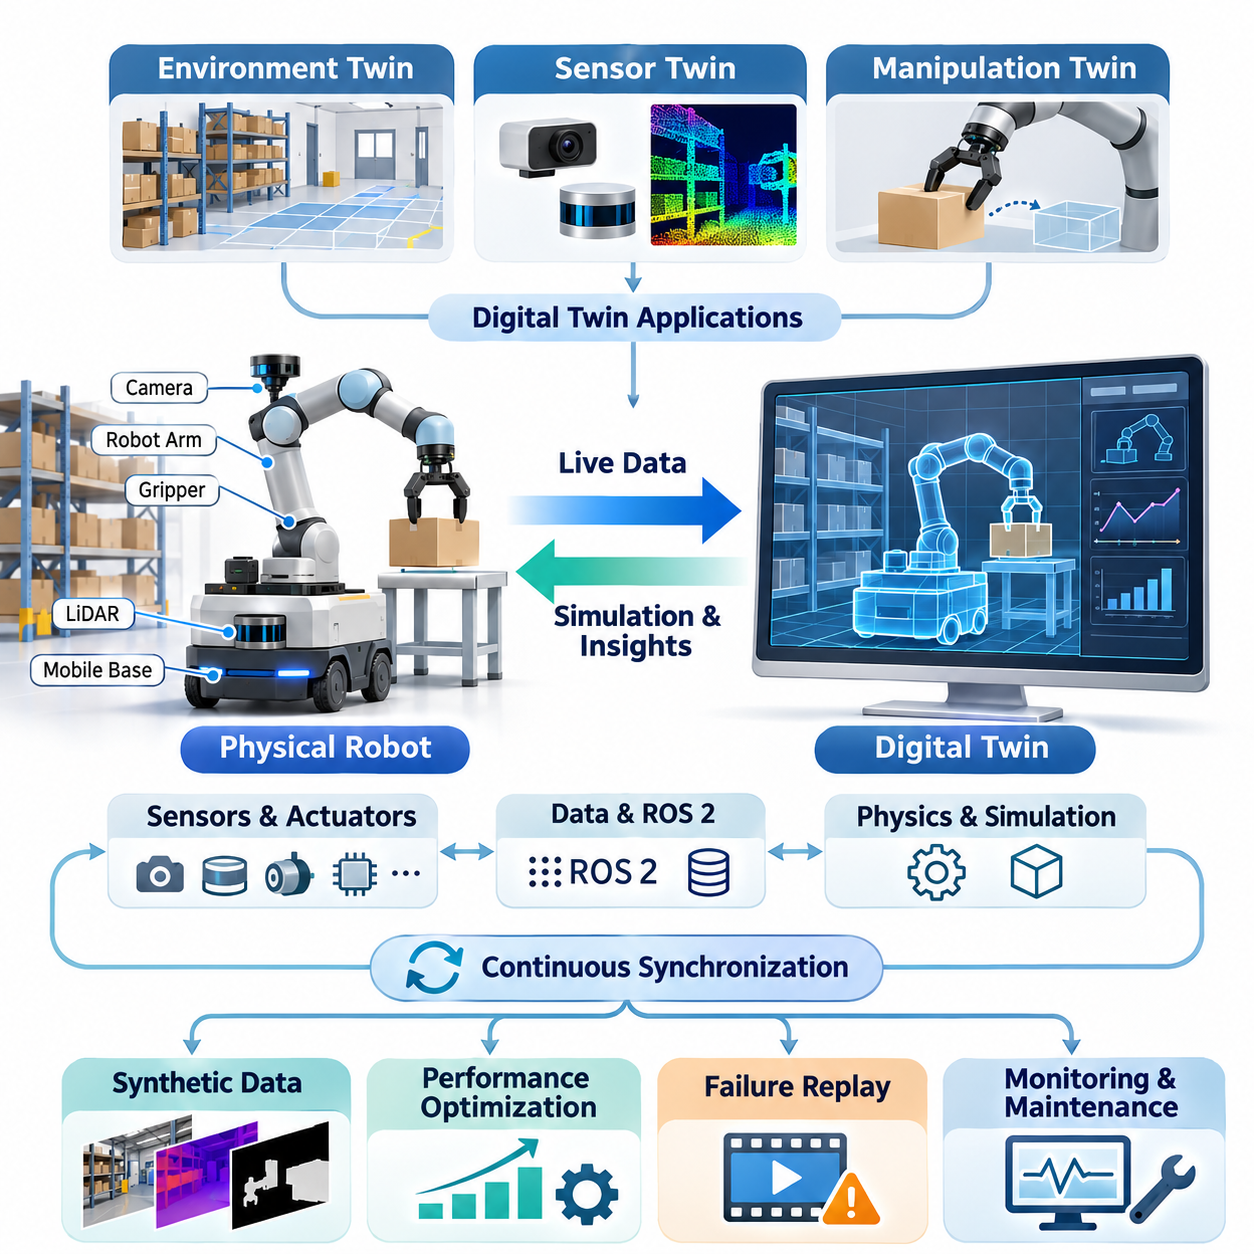 Environment Twin
Sensor Twin
Manipulation Twin
Digital Twin Applications
Camera
Robot Arm
Gripper
LiDAR
Mobile Base
Live Data
Simulation &
Insights
Physical Robot
Digital Twin
Sensors & Actuators
Data & ROS 2
Physics & Simulation
ROS 2
Continuous Synchronization
Synthetic Data
Performance
Optimization
Failure Replay
Monitoring &
Maintenance